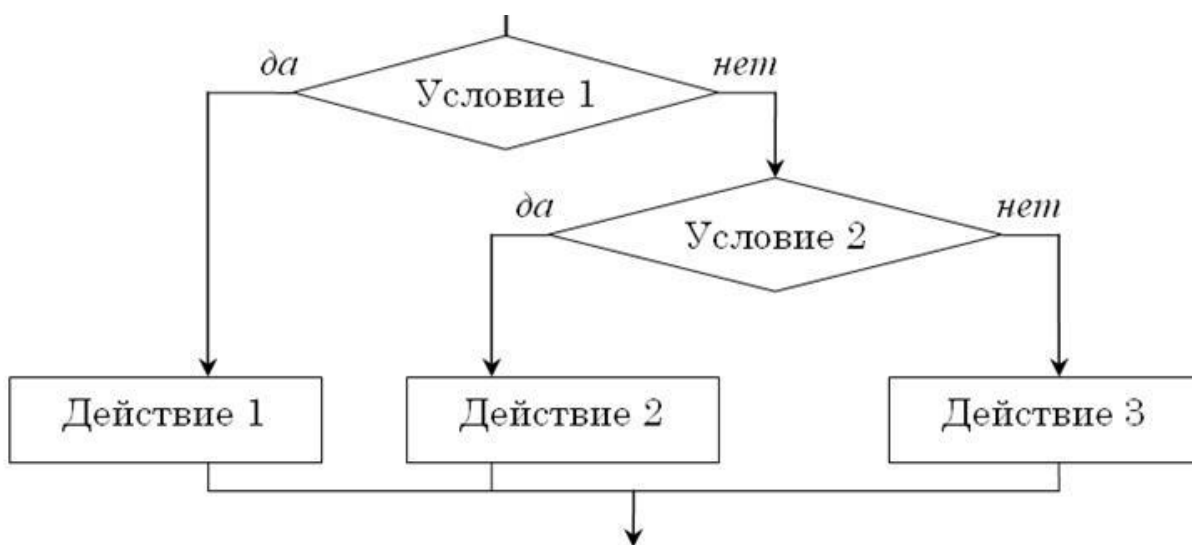 да
нет
Условие 1
да
нет
Условие 2
Действие 1
Действие 2
Действие 3